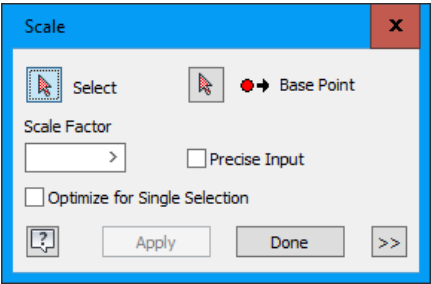 Scale
x
Select
Base Point
Scale Factor
>
Precise Input
Optimize for Single Selection
?
Apply
Done
>>